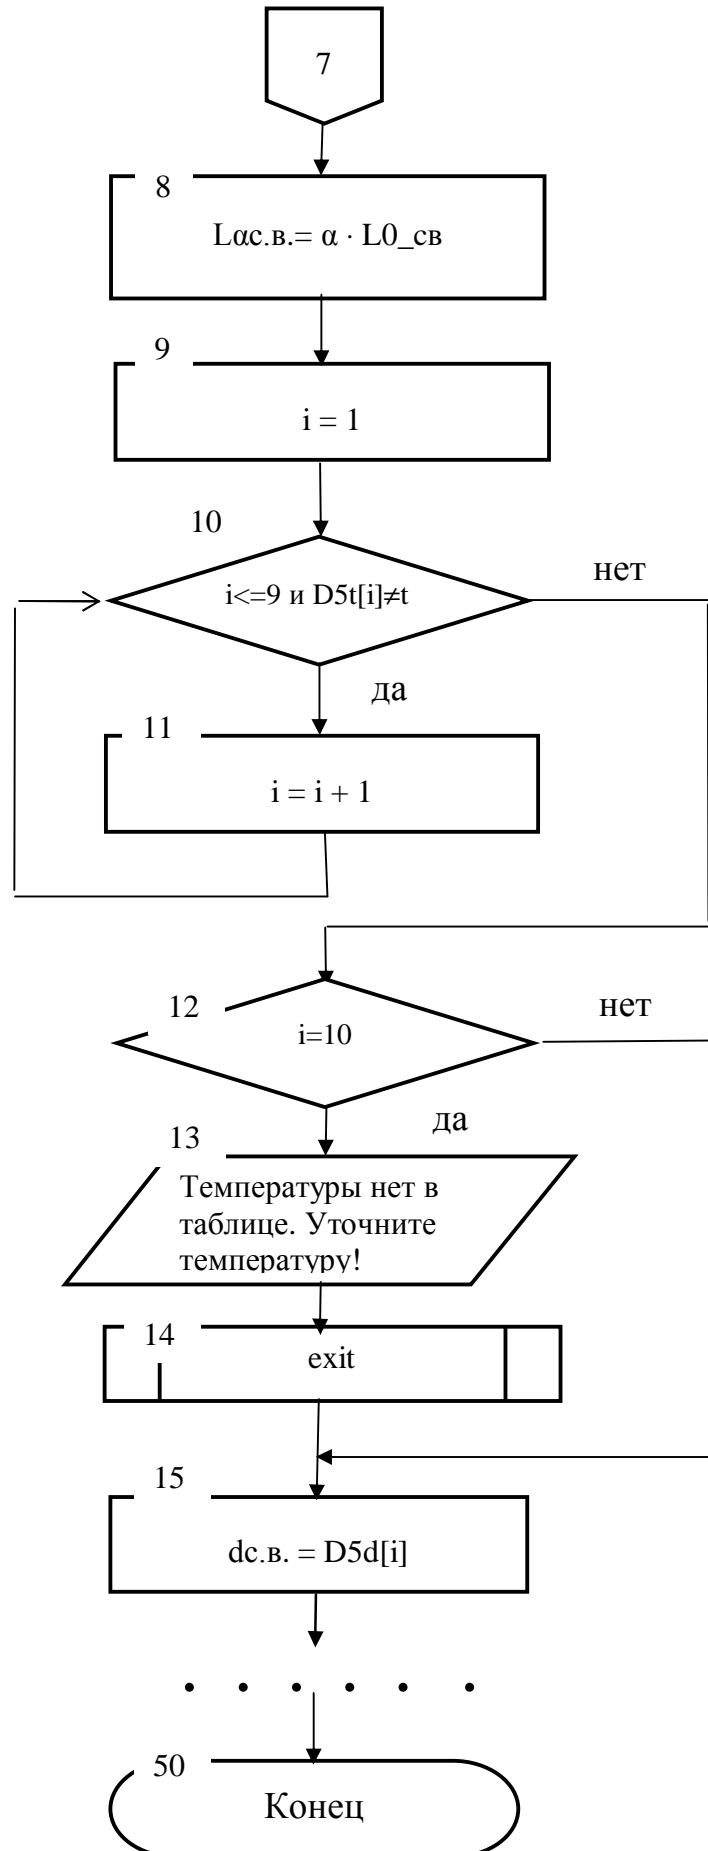 7
8
Lαс.в.= α · L0_св
9
i = 1
10
i<=9 и D5t[i]≠t
нет
да
11
i = i + 1
12
i=10
нет
да
13
Температуры нет в
таблице. Уточните
температуру!
14
exit
15
dс.в. = D5d[i]
50
Конец